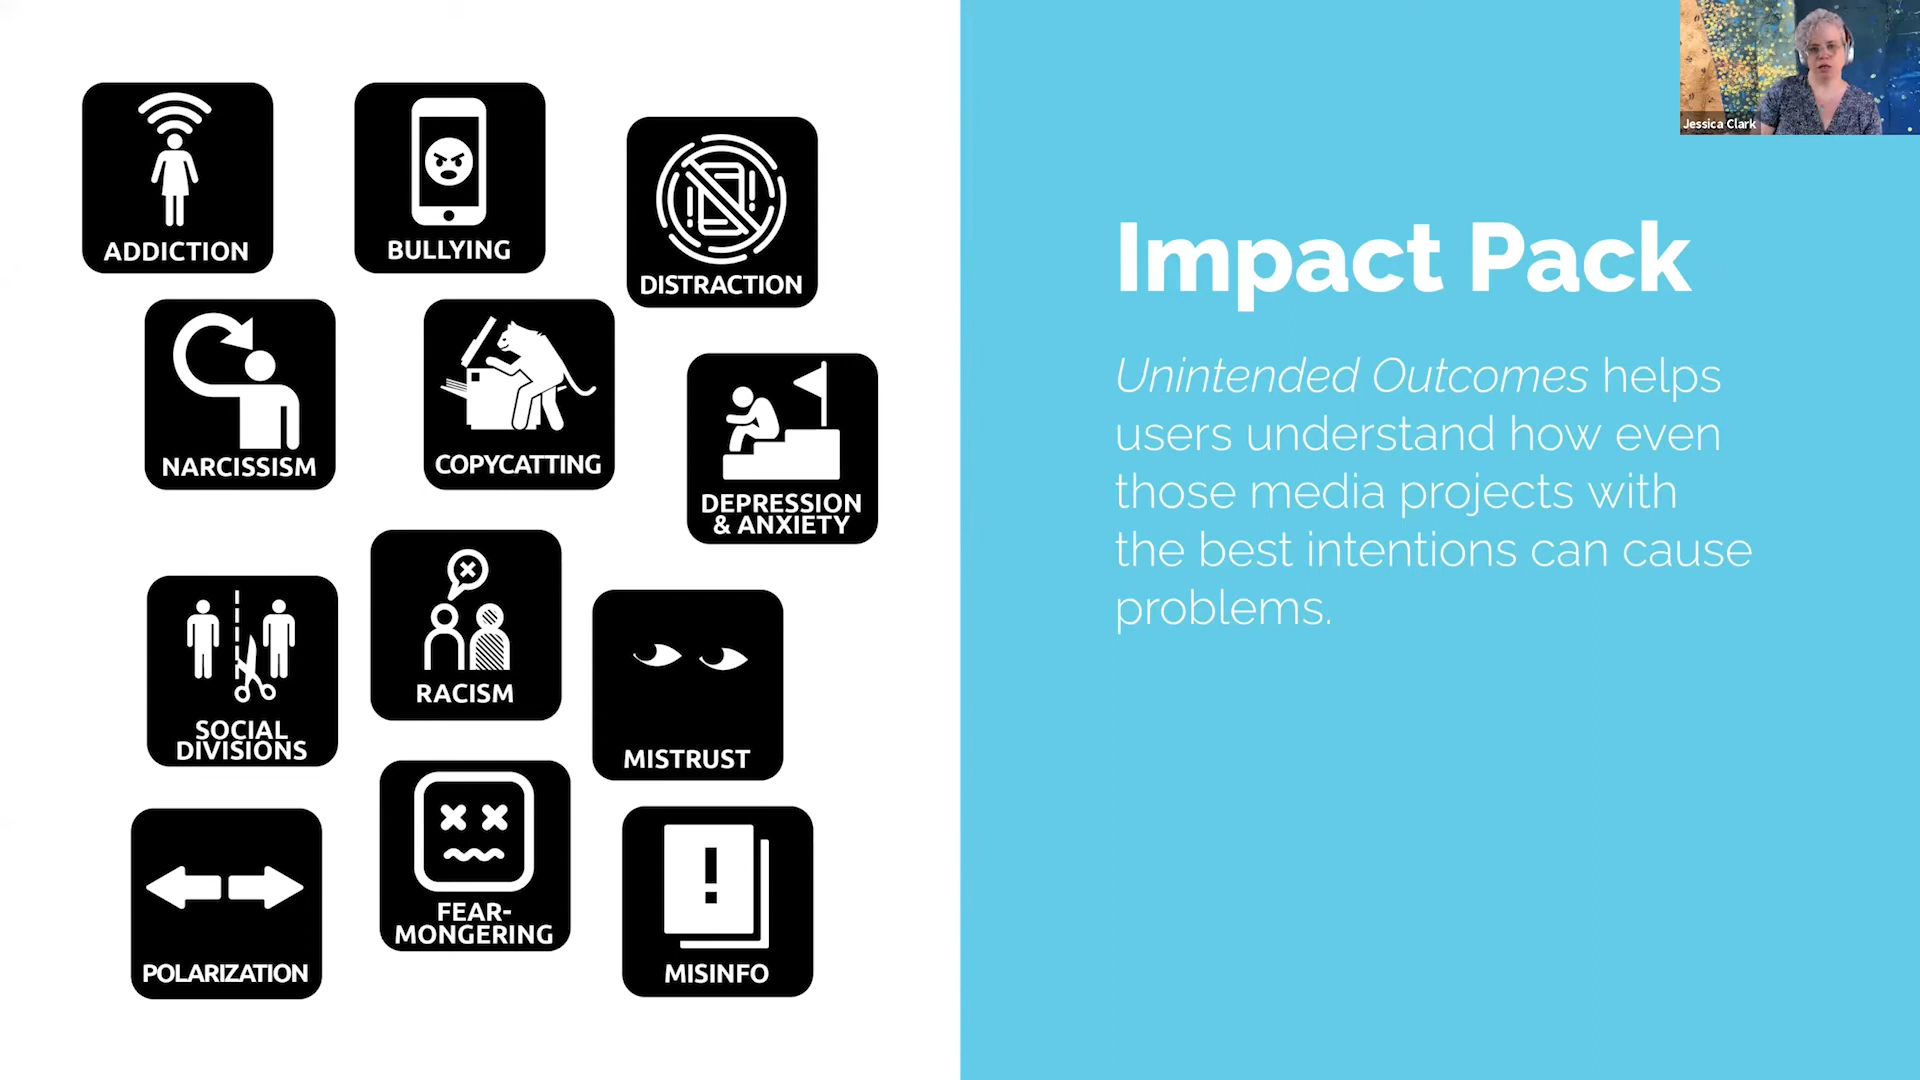 ADDICTION
BULLYING
DISTRACTION
NARCISSISM
COPYCATTING
DEPRESSION
& ANXIETY
SOCIAL
DIVISIONS
RACISM
MISTRUST
POLARIZATION
FEAR-
MONGERING
MISINFO
Jessica Clark
Impact Pack
Unintended Outcomes helps
users understand how even
those media projects with
the best intentions can cause
problems.